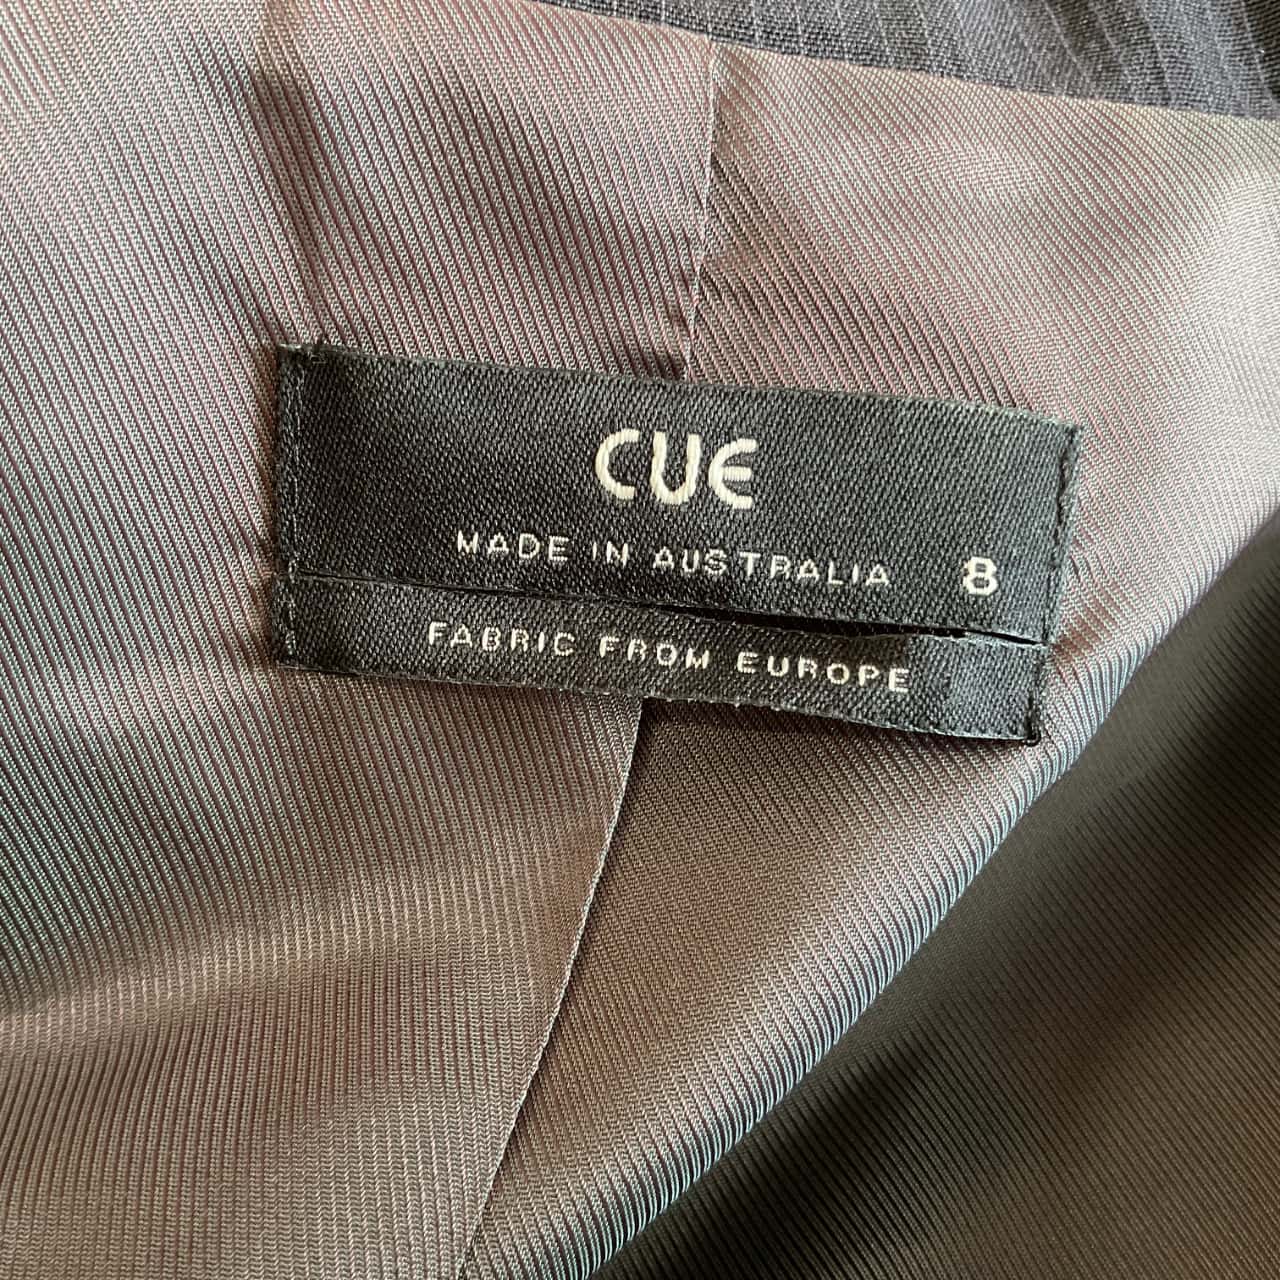 CUE
MADE IN AUSTRALIA 8
FABRIC FROM EUROPE